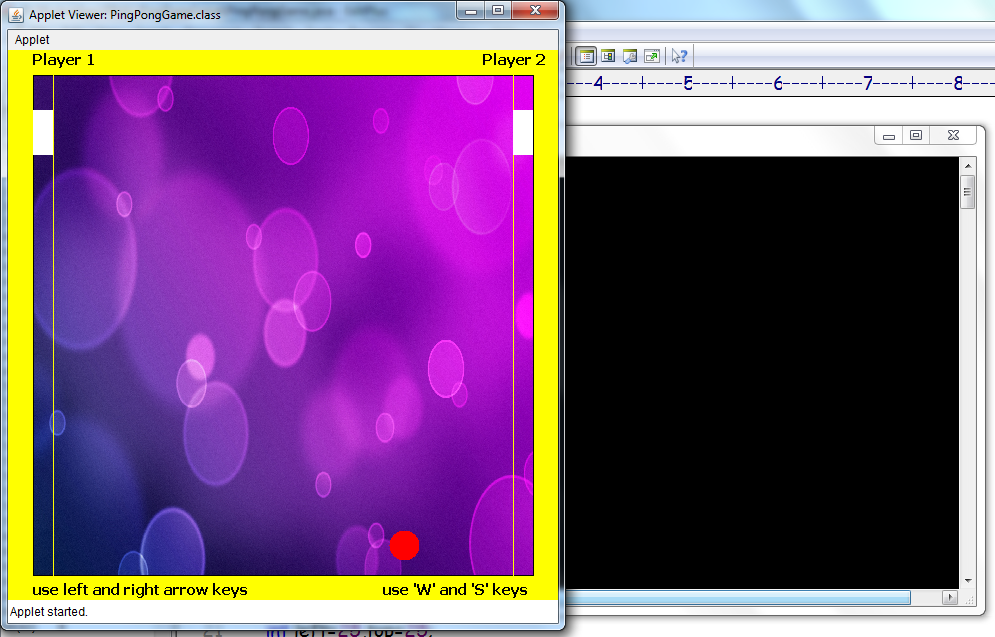 Applet Viewer: PingPongGame.class
Applet
Player 1 Player 2
----4----+----5----+----6----+----7----+----8
use left and right arrow keys use 'W' and 'S' keys
Applet started.
21 int left=25,top=25;